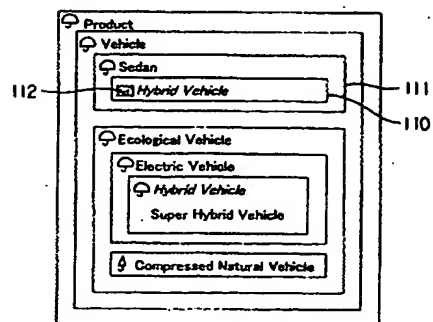 Product
Vehicle
Sedan
112
Hybrid Vehicle
111
110
Ecological Vehicle
Electric Vehicle
Hybrid Vehicle
Super Hybrid Vehicle
Compressed Natural Vehicle